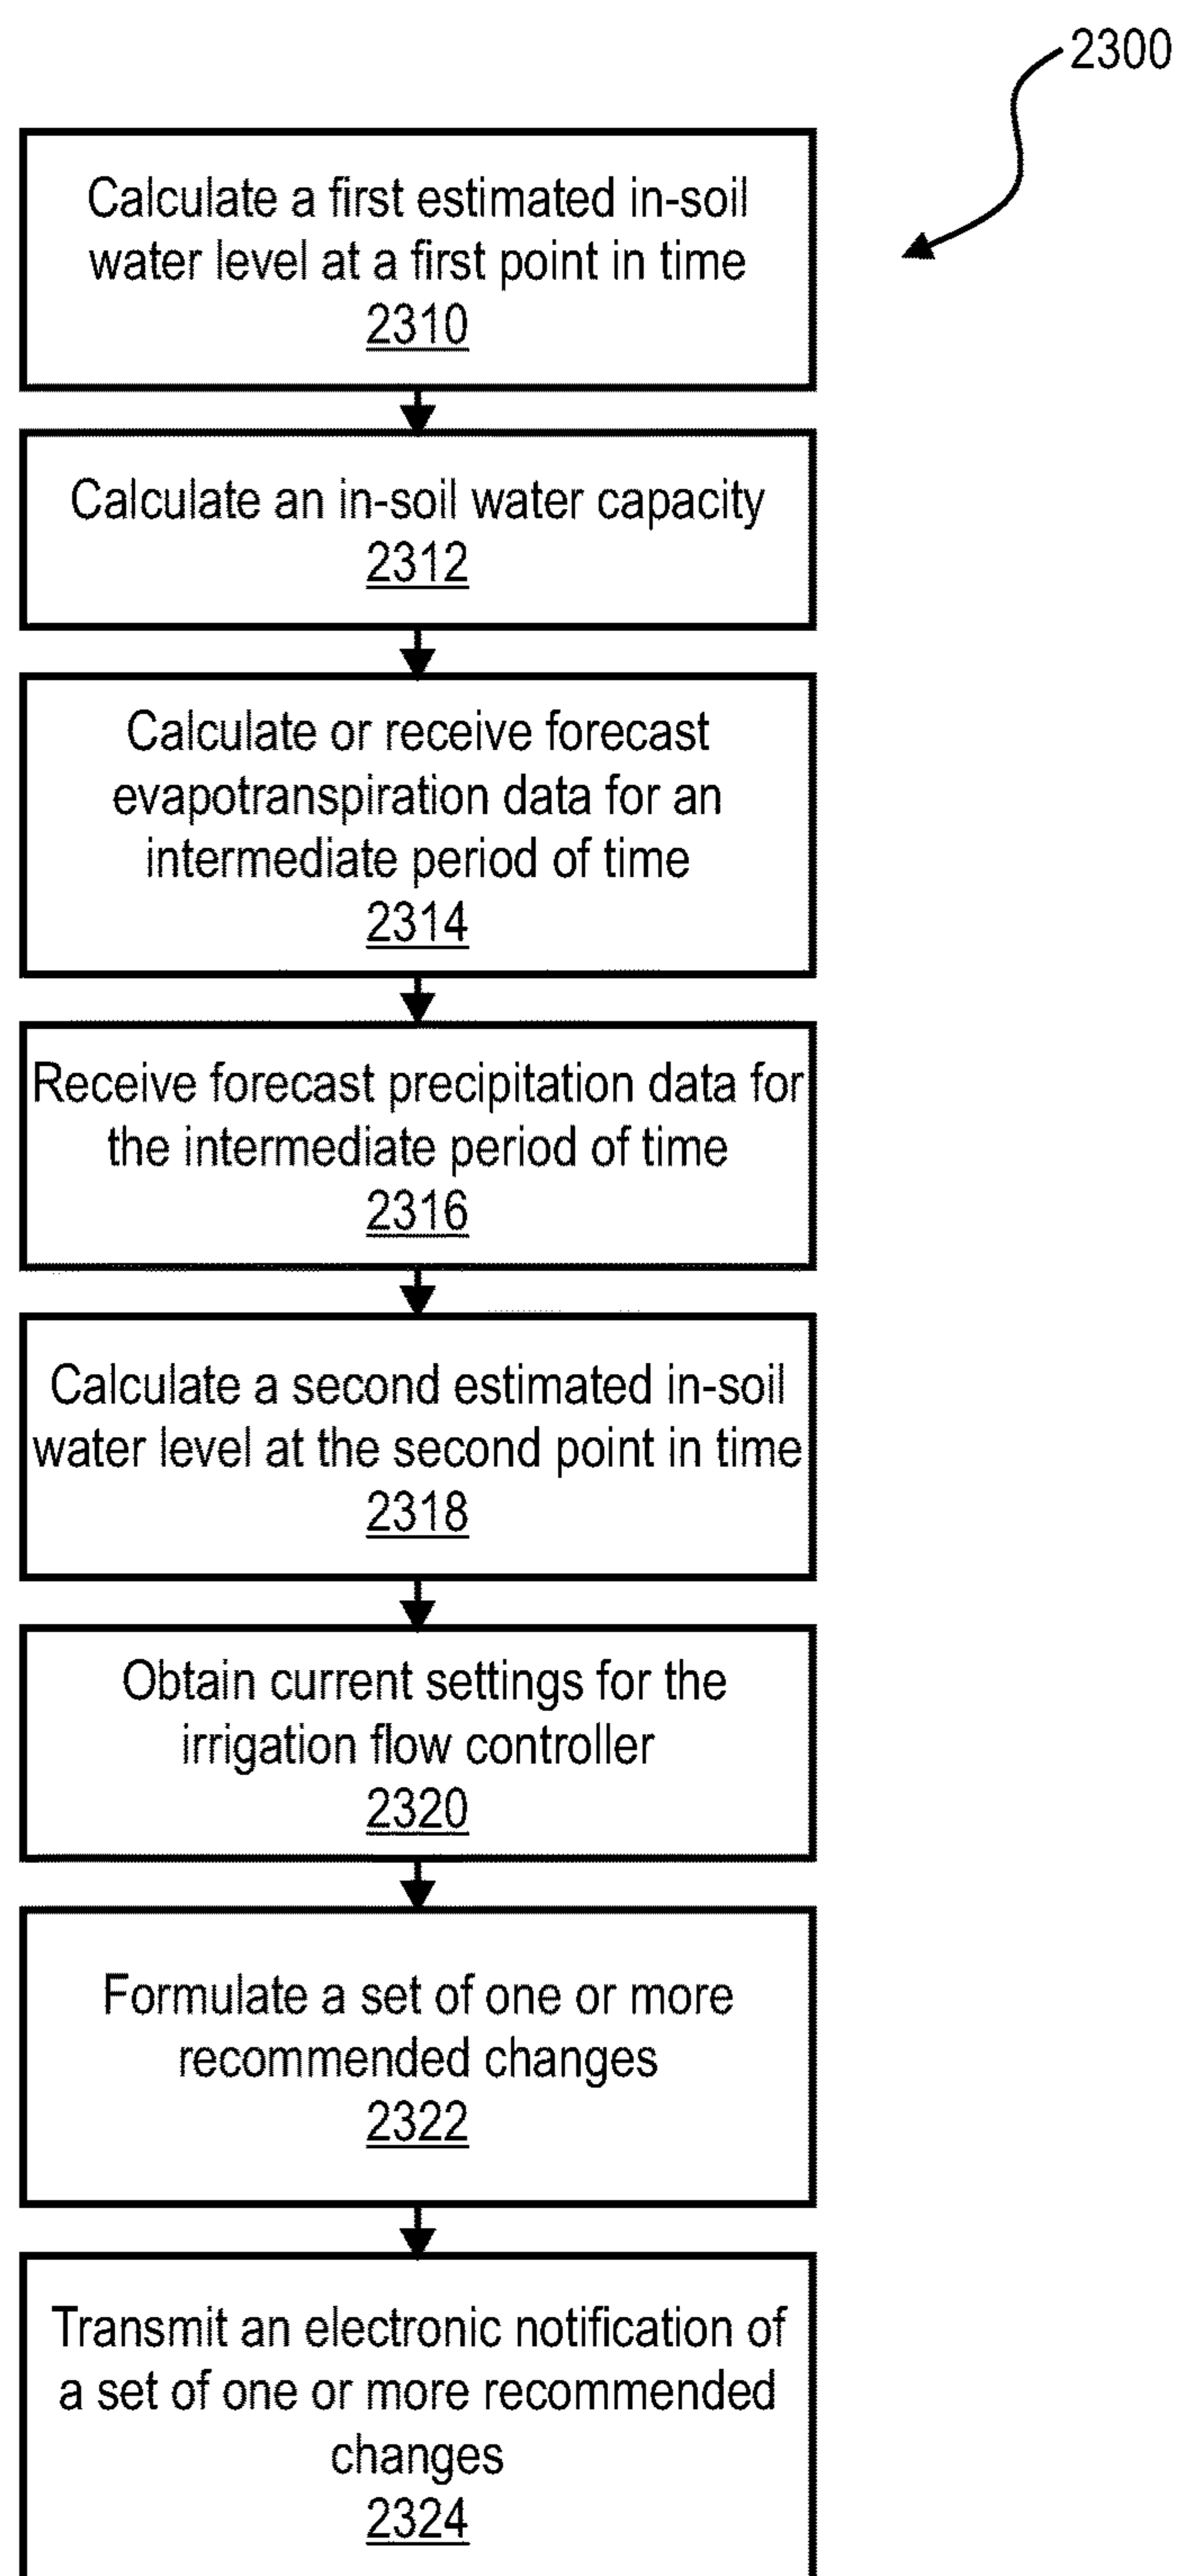 2300
Calculate a first estimated in-soil
water level at a first point in time
2310
Calculate an in-soil water capacity
2312
Calculate or receive forecast
evapotranspiration data for an
intermediate period of time
2314
Receive forecast precipitation data for
the intermediate period of time
2316
Calculate a second estimated in-soil
water level at the second point in time
2318
Obtain current settings for the
irrigation flow controller
2320
Formulate a set of one or more
recommended changes
2322
Transmit an electronic notification of
a set of one or more recommended
changes
2324